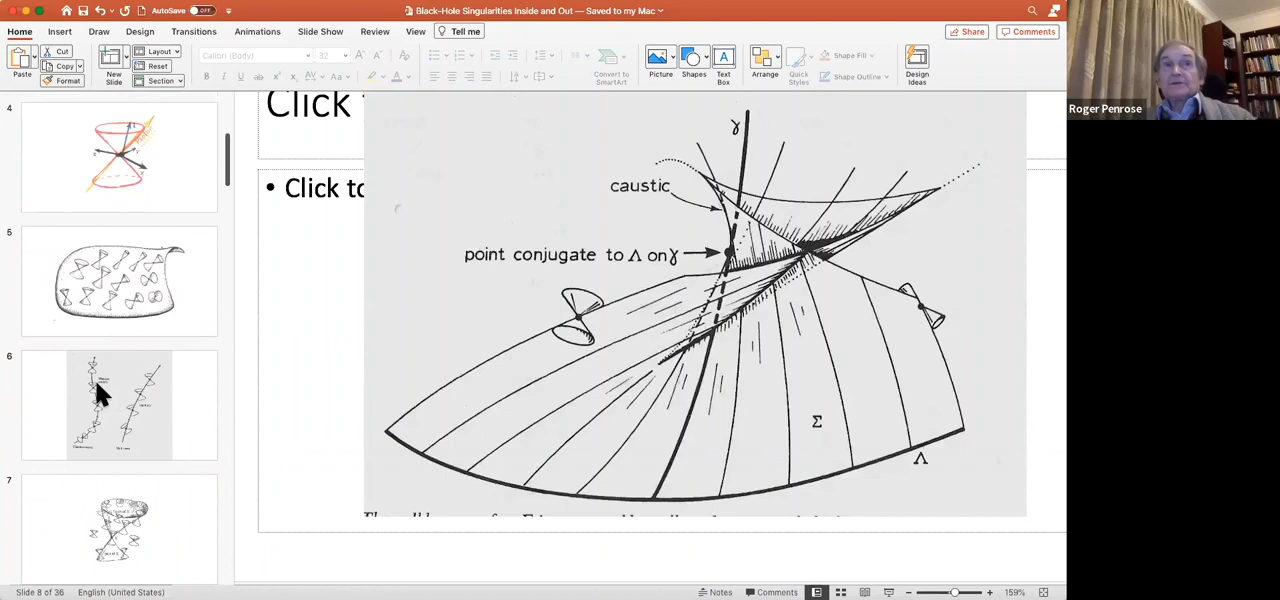 AutoSave OFF
Black-Hole Singularities Inside and Out — Saved to my Mac
Home Insert Draw Design Transitions Animations Slide Show Review View Tell me Share Comments
Paste
Cut
Copy
Format
New Slide
Layout
Reset
Section
Calibri (Body) 32
Convert to SmartArt
Picture Shapes Text Box Arrange Quick Styles
Shape Fill
Shape Outline
Design Ideas
Roger Penrose
4
5
6
7
Click
• Click to
γ
caustic
point conjugate to Λ on γ
Σ
Λ
Slide 8 of 36 English (United States) Notes Comments 159%